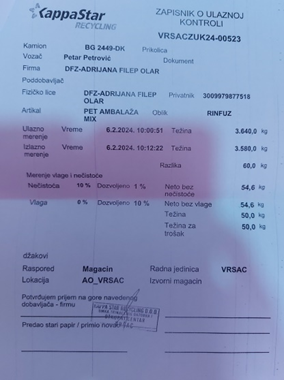 KappaStar
RECYCLING
ZAPISNIK O ULAZNOJ
KONTROLI
VRSACZUK24-00523
Kamion BG 2449-DK Prikolica
Vozač Petar Petrović Dokument
Firma DFZ-ADRIJANA FILEP OLAR
Poddobavljač
Fizičko lice DFZ-ADRIJANA FILEP OLAR Privatnik 3009979877518
Artikal PET AMBALAŽA MIX Oblik RINFUZ
Ulazno merenje Vreme 6.2.2024. 10:06:51 Težina 3.640,0 kg
Izlazno merenje Vreme 6.2.2024. 10:12:22 Težina 3.580,0 kg
Razlika 60,0 kg
Merenje vlage i nečistoće
Nečistoća 10 % Dozvoljeno 1 % Neto bez nečistoće 54,6 kg
Vlaga 0 % Dozvoljeno 10 % Neto bez vlage 54,6 kg
Težina 50,0 kg
Težina za trošak 50,0 kg
džakovi
Raspored Magacin Radna jedinica VRSAC
Lokacija AO_VRSAC Izvorni magacin
Potvrđujem prijem na gore navedenog
dobavljača - firmu
Predao stari papir / primio novac